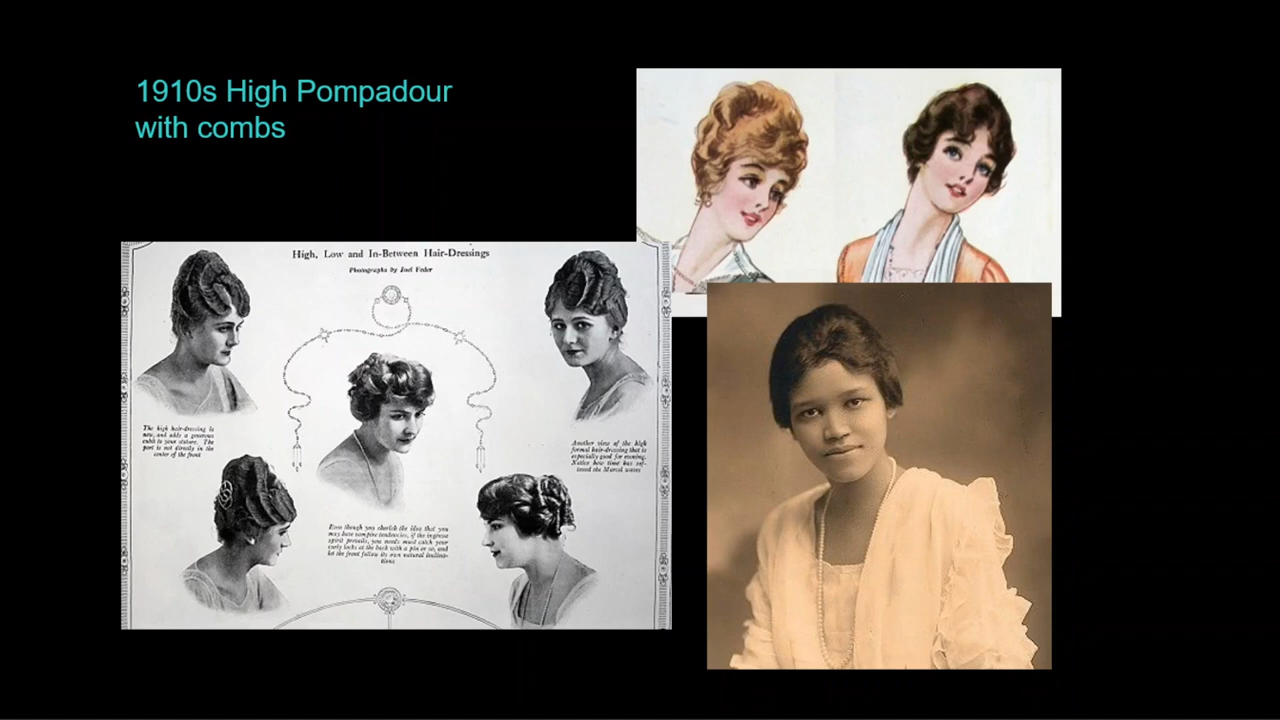 1910s High Pompadour
with combs
High, Low and In-Between Hair-Dressings
Photographs by Joel Feder
The high hair-dressing is
new, and adds a generous
cubit to your stature. The
part is not directly in the
center of the front
Another view of the high
formal hair-dressing that is
especially good for evening.
Notice how time has sof-
tened the Marcel waves
Even though you cherish the idea that you
may have vampire tendencies, if the ingenue
spirit prevails, you needs must catch your
curly locks at the back with a pin or so, and
let the front follow its own natural inclina-
tions